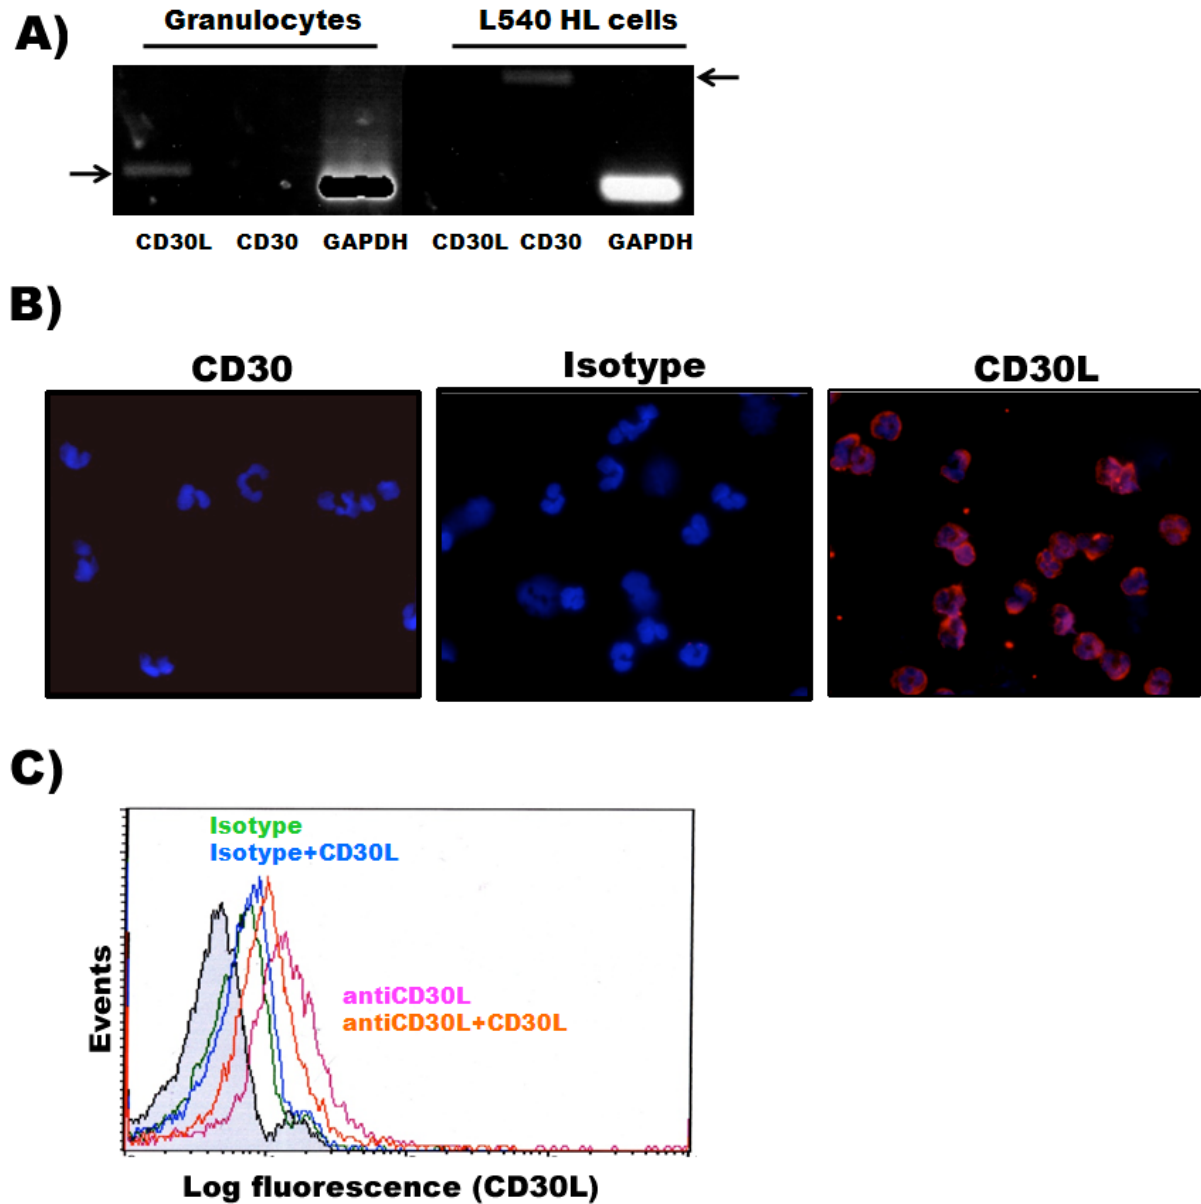 A)
Granulocytes L540 HL cells
CD30L CD30 GAPDH CD30L CD30 GAPDH
B)
CD30 Isotype CD30L
C)
Isotype
Isotype+CD30L
antiCD30L
antiCD30L+CD30L
Events
Log fluorescence (CD30L)